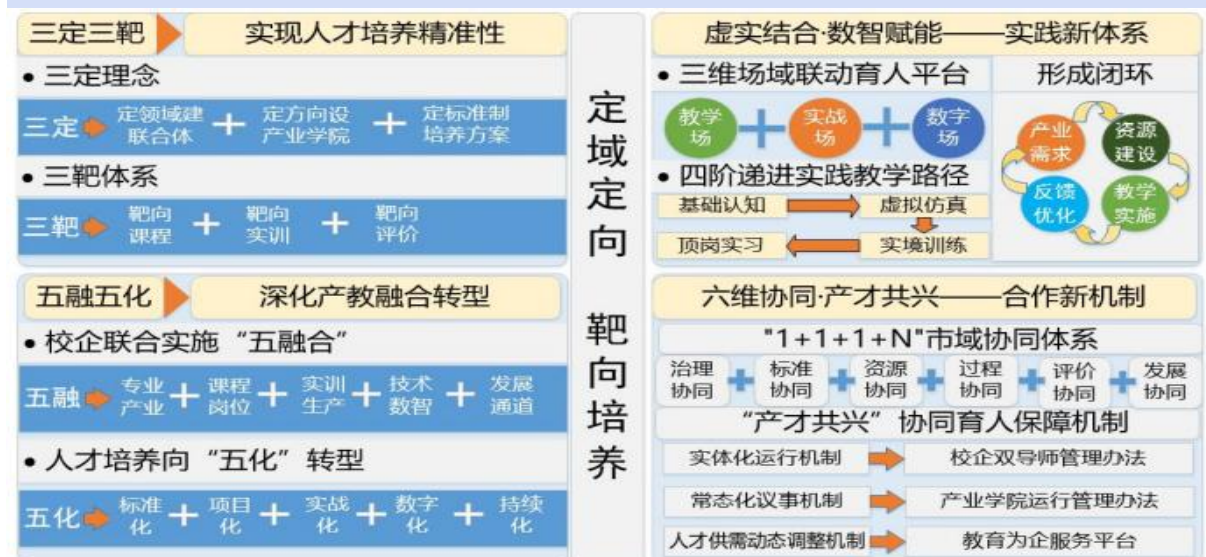 三定三靶 实现人才培养精准性
• 三定理念
三定 定领域建联合体 + 定方向设产业学院 + 定标准制培养方案
• 三靶体系
三靶 靶向课程 + 靶向实训 + 靶向评价
五融五化 深化产教融合转型
• 校企联合实施“五融合”
五融 专业产业 + 课程岗位 + 实训生产 + 技术数智 + 发展通道
• 人才培养向“五化”转型
五化 标准化 + 项目化 + 实战化 + 数字化 + 持续化
定域定向 靶向培养
虚实结合·数智赋能——实践新体系
• 三维场域联动育人平台
教学场 + 实战场 + 数字场
• 四阶递进实践教学路径
基础认知 虚拟仿真
顶岗实习 实境训练
形成闭环
产业需求 资源建设
反馈优化 教学实施
六维协同·产才共兴——合作新机制
"1+1+1+N"市域协同体系
治理协同 + 标准协同 + 资源协同 + 过程协同 + 评价协同 + 发展协同
“产才共兴”协同育人保障机制
实体化运行机制 校企双导师管理办法
常态化议事机制 产业学院运行管理办法
人才供需动态调整机制 教育为企服务平台